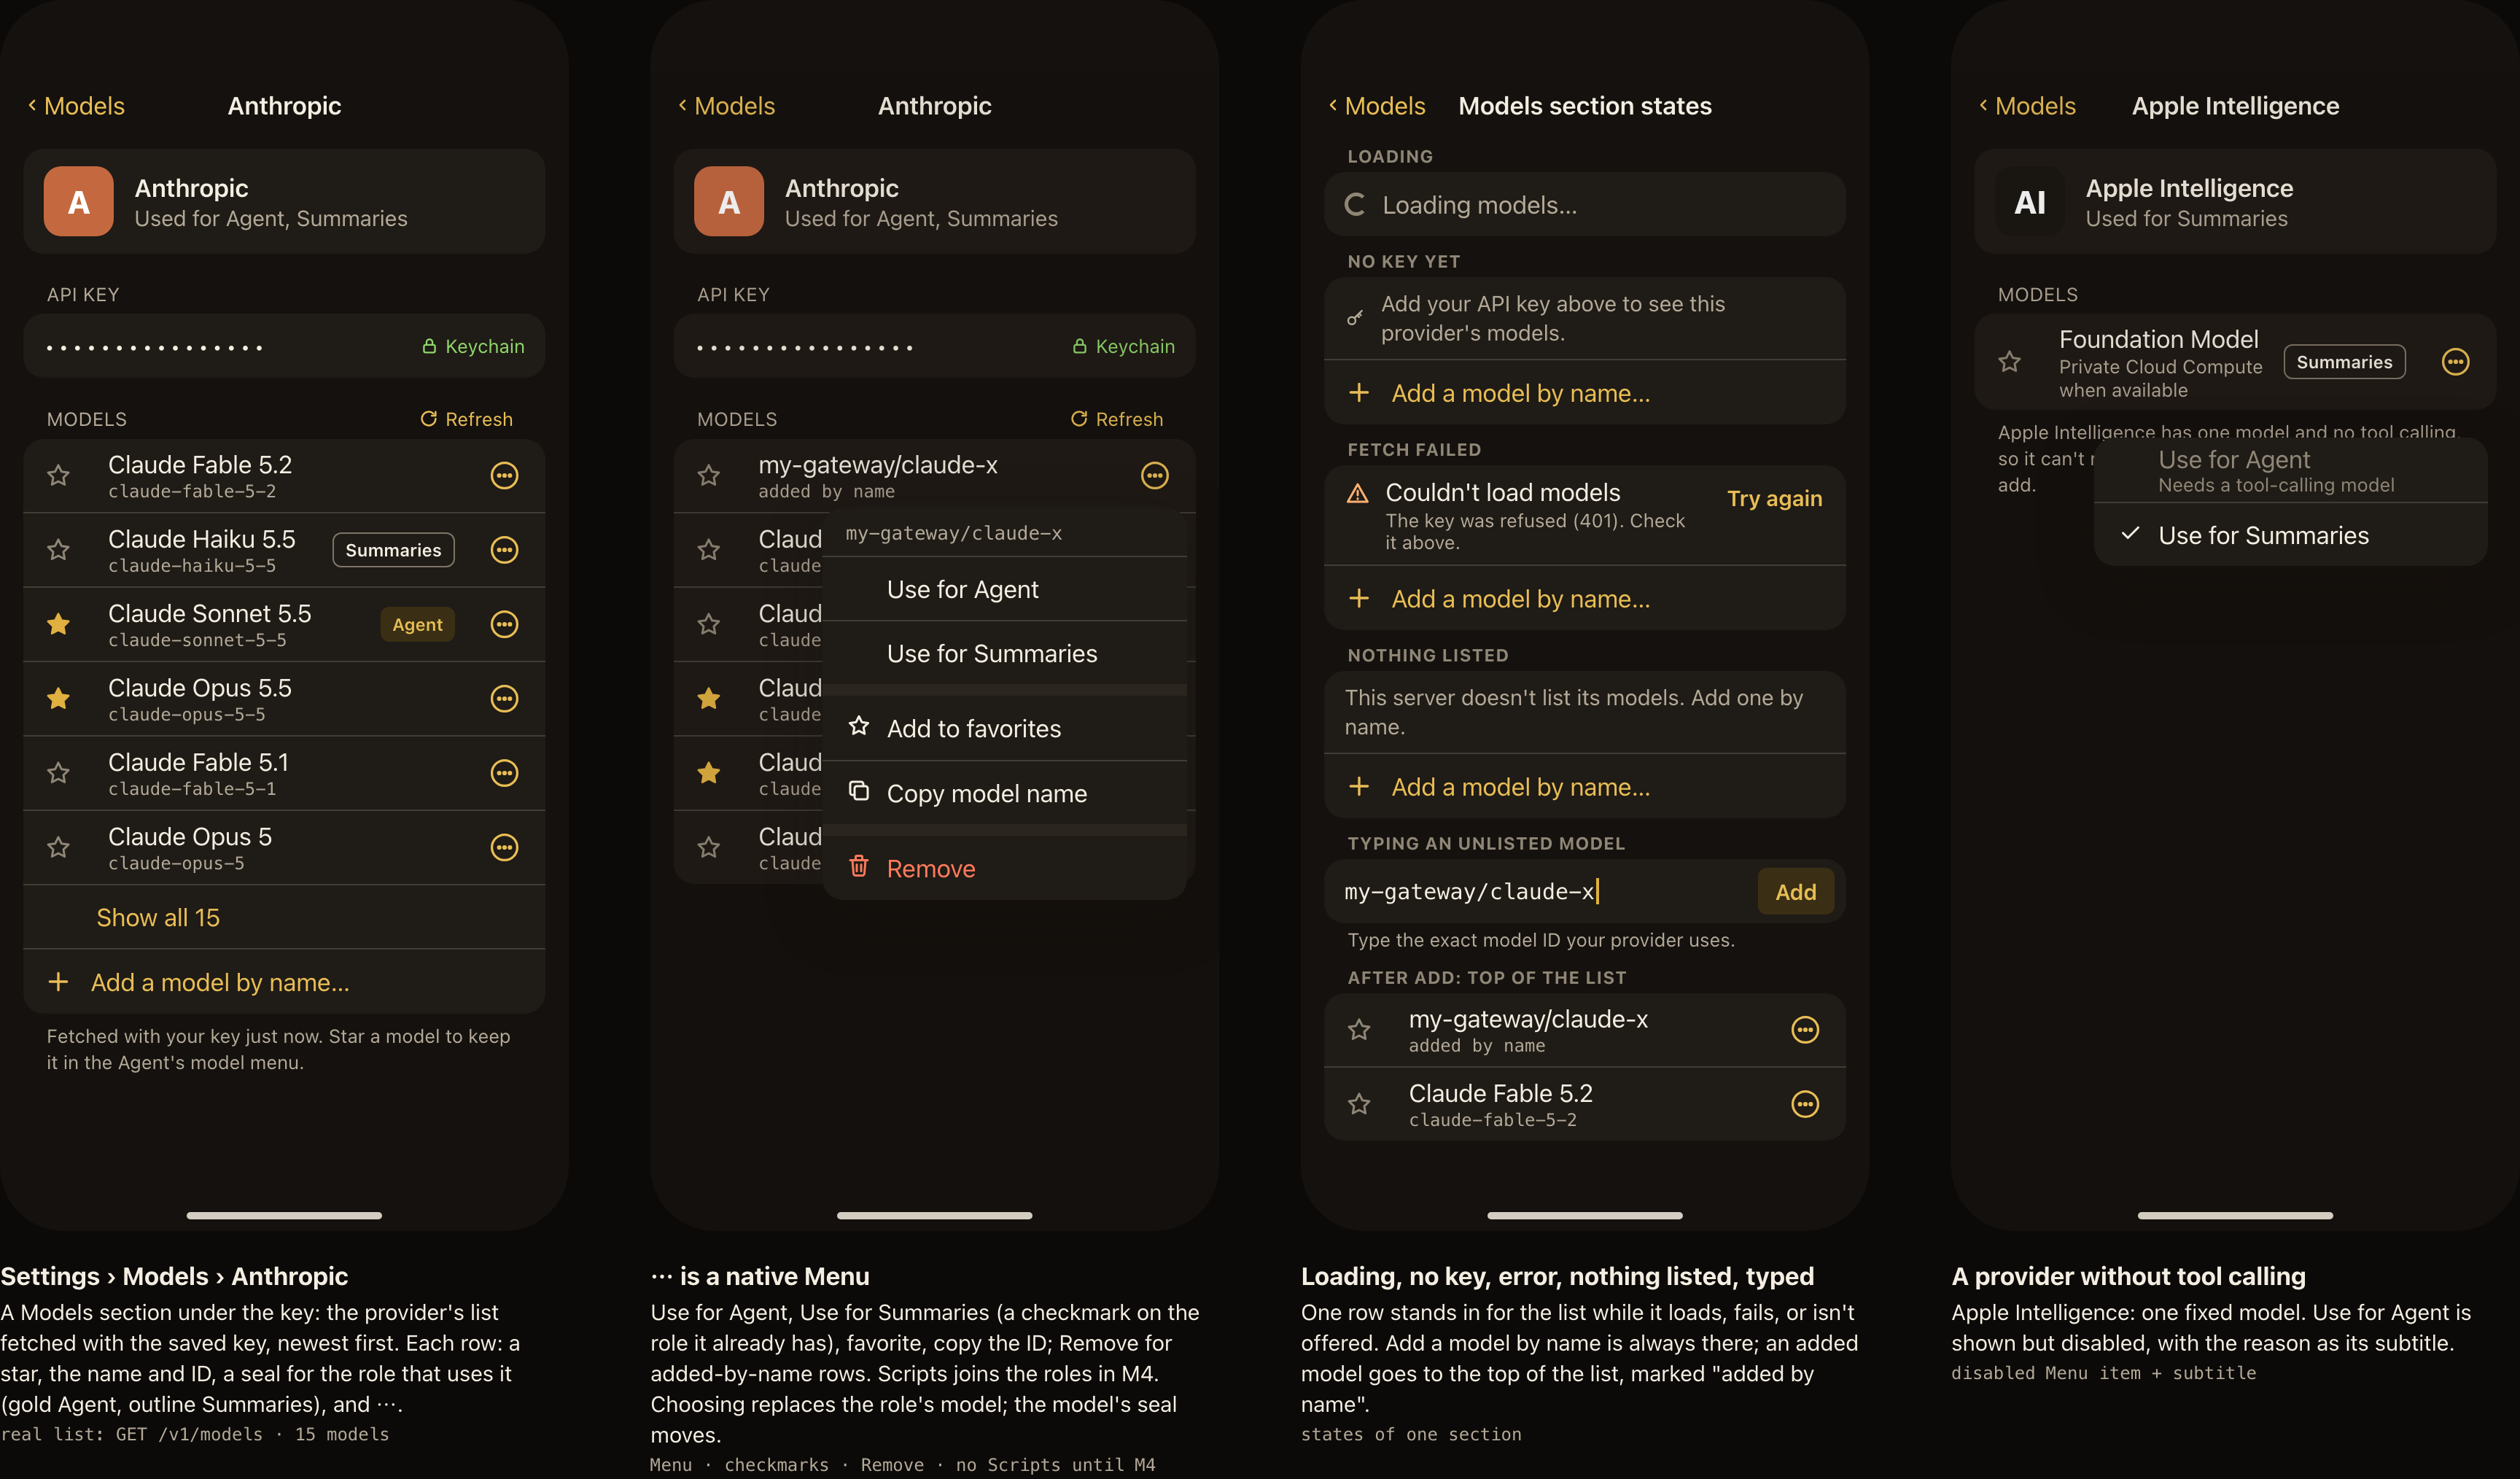 Models
Anthropic
A
Anthropic
Used for Agent, Summaries
API KEY
Keychain
MODELS
Refresh
Claude Fable 5.2
claude-fable-5-2
Claude Haiku 5.5
claude-haiku-5-5
Summaries
Claude Sonnet 5.5
claude-sonnet-5-5
Agent
Claude Opus 5.5
claude-opus-5-5
Claude Fable 5.1
claude-fable-5-1
Claude Opus 5
claude-opus-5
Show all 15
Add a model by name...
Fetched with your key just now. Star a model to keep
it in the Agent's model menu.
Settings › Models › Anthropic
A Models section under the key: the provider's list
fetched with the saved key, newest first. Each row: a
star, the name and ID, a seal for the role that uses it
(gold Agent, outline Summaries), and ···.
real list: GET /v1/models · 15 models
Models
Anthropic
A
Anthropic
Used for Agent, Summaries
API KEY
Keychain
MODELS
Refresh
my-gateway/claude-x
added by name
Claud
claude
Claud
claude
Claud
claude
Claud
claude
Claud
claude
my-gateway/claude-x
Use for Agent
Use for Summaries
Add to favorites
Copy model name
Remove
··· is a native Menu
Use for Agent, Use for Summaries (a checkmark on the
role it already has), favorite, copy the ID; Remove for
added-by-name rows. Scripts joins the roles in M4.
Choosing replaces the role's model; the model's seal
moves.
Menu · checkmarks · Remove · no Scripts until M4
Models
Models section states
LOADING
Loading models...
NO KEY YET
Add your API key above to see this
provider's models.
Add a model by name...
FETCH FAILED
Couldn't load models
The key was refused (401). Check
it above.
Try again
Add a model by name...
NOTHING LISTED
This server doesn't list its models. Add one by
name.
Add a model by name...
TYPING AN UNLISTED MODEL
my-gateway/claude-x
Add
Type the exact model ID your provider uses.
AFTER ADD: TOP OF THE LIST
my-gateway/claude-x
added by name
Claude Fable 5.2
claude-fable-5-2
Loading, no key, error, nothing listed, typed
One row stands in for the list while it loads, fails, or isn't
offered. Add a model by name is always there; an added
model goes to the top of the list, marked "added by
name".
states of one section
Models
Apple Intelligence
AI
Apple Intelligence
Used for Summaries
MODELS
Foundation Model
Private Cloud Compute
when available
Summaries
Apple Intelligence has one model and no tool calling,
so it can't
add.
Use for Agent
Needs a tool-calling model
Use for Summaries
A provider without tool calling
Apple Intelligence: one fixed model. Use for Agent is
shown but disabled, with the reason as its subtitle.
disabled Menu item + subtitle